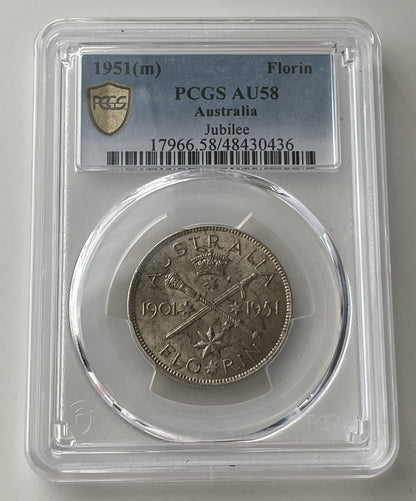 1951(m) Florin
PCGS AU58
Australia
Jubilee
17966.58/48430436
PCGS
AUSTRALIA
1901 1951
FLORIN